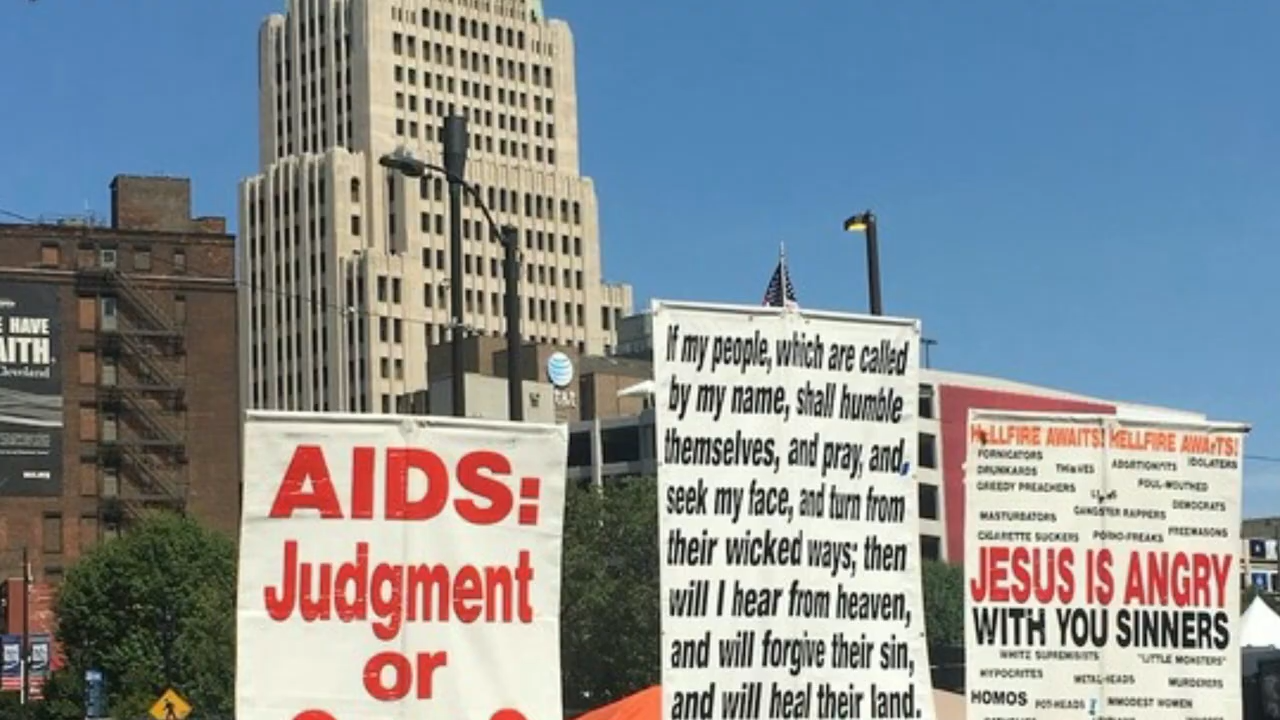 E HAVE
AITH.
Cleveland
AT&T
AIDS:
Judgment
or
If my people, which are called
by my name, shall humble
themselves, and pray, and,
seek my face, and turn from
their wicked ways; then
will I hear from heaven,
and will forgive their sin,
and will heal their land.
HELLFIRE AWAITS! HELLFIRE AWAITS!
FORNICATORS
DRUNKARDS THIEVES ABORTIONISTS IDOLATERS
GREEDY PREACHERS FOUL-MOUTHED
GANGSTER RAPPERS DEMOCRATS
MASTURBATORS
CIGARETTE SUCKERS PORNO-FREAKS FREEMASONS
JESUS IS ANGRY
WITH YOU SINNERS
WHITE SUPREMISISTS "LITTLE MONSTERS"
HYPOCRITES METAL-HEADS MURDERERS
HOMOS POT-HEADS IMMODEST WOMEN